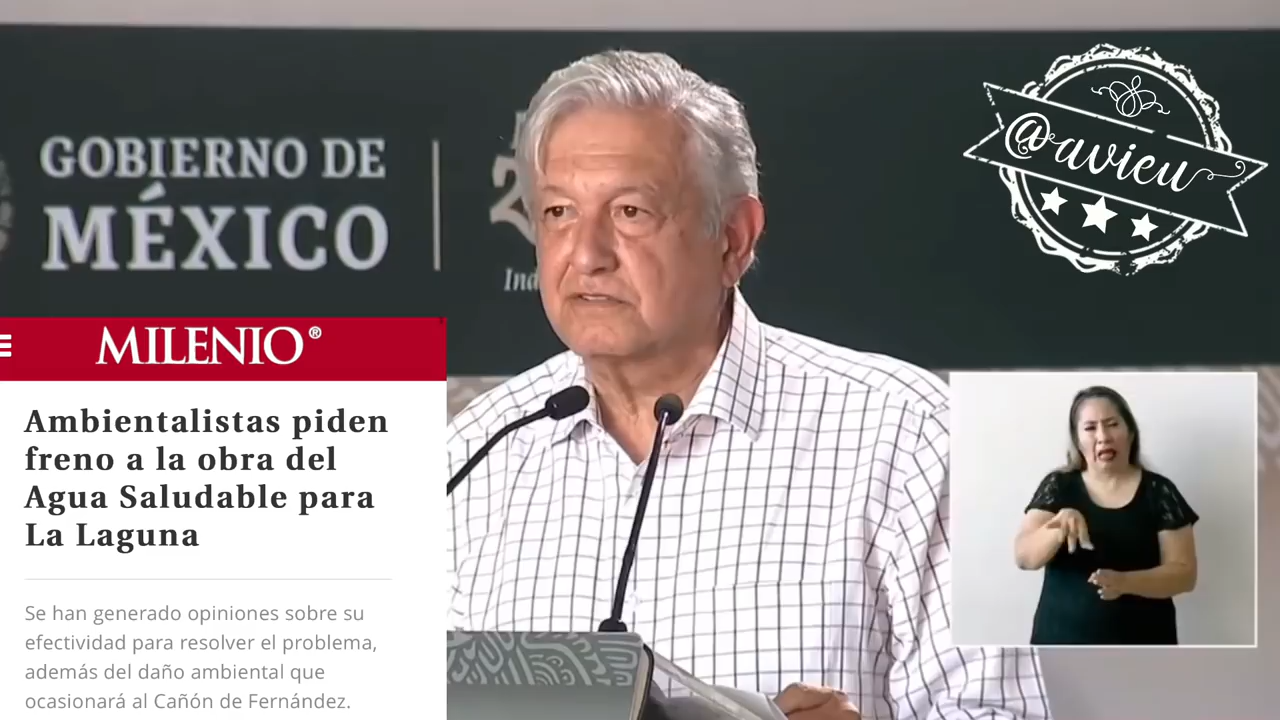 GOBIERNO DE
MÉXICO
@avieu
MILENIO®
Ambientalistas piden
freno a la obra del
Agua Saludable para
La Laguna
Se han generado opiniones sobre su
efectividad para resolver el problema,
además del daño ambiental que
ocasionará al Cañón de Fernández.